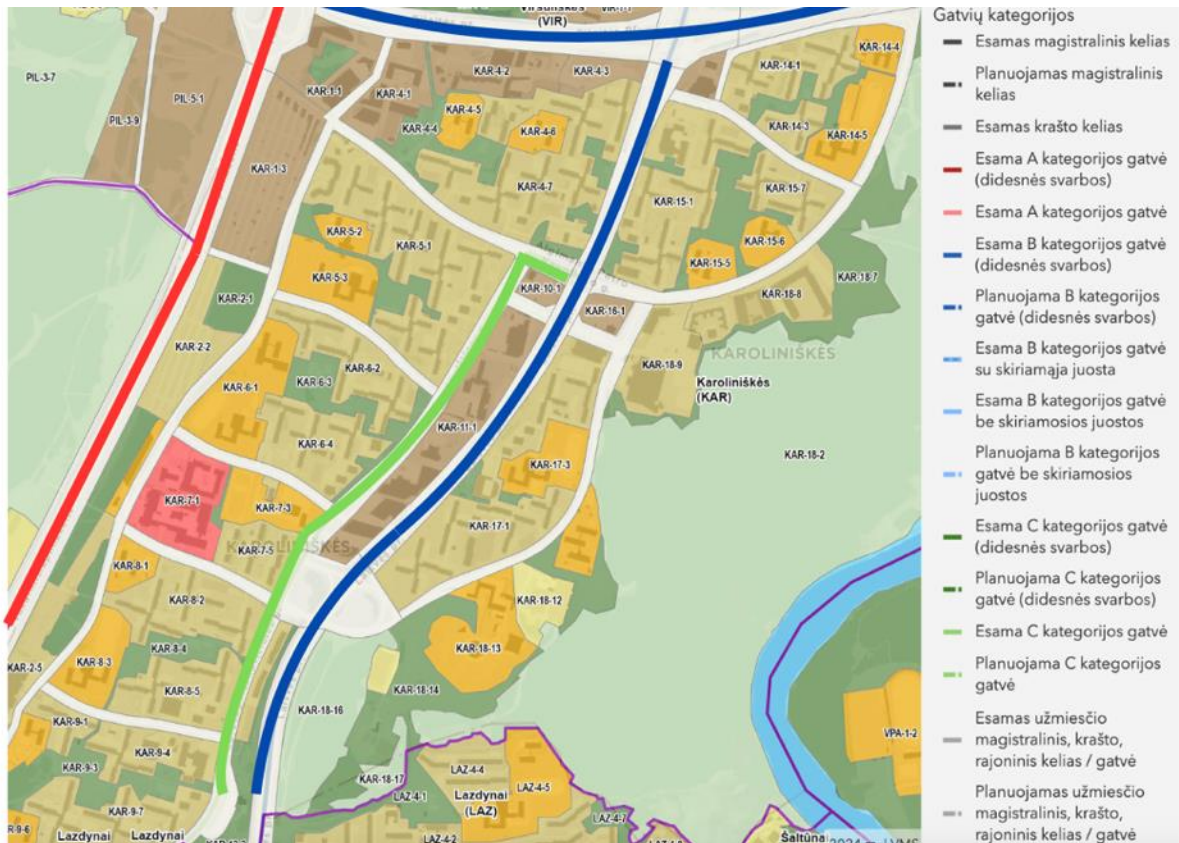 Viršuliškės
(VIR)
VIR-7-7
PIL-3-7
PIL-5-1
PIL-3-9
KAR-1-1
KAR-4-1
KAR-4-2
KAR-4-3
KAR-14-1
KAR-14-4
KAR-4-4
KAR-4-5
KAR-4-6
KAR-14-3
KAR-14-5
KAR-1-3
KAR-4-7
KAR-15-1
KAR-15-7
KAR-5-2
KAR-5-1
KAR-15-6
KAR-5-3
KAR-15-5
KAR-18-7
KAR-2-1
KAR-10-1
KAR-18-8
KAR-16-1
KAR-2-2
KAR-6-2
KAR-6-3
KAR-6-1
KAR-18-9
KAROLINIŠKĖS
Karoliniškės
(KAR)
KAR-11-1
KAR-6-4
KAR-17-3
KAR-18-2
KAR-7-1
KAR-7-3
KAR-17-1
KAROLINIŠKĖS
KAR-7-5
KAR-8-1
KAR-8-2
KAR-18-12
KAR-8-4
KAR-18-13
KAR-2-5
KAR-8-3
KAR-8-5
KAR-18-14
KAR-18-16
KAR-9-1
KAR-9-4
KAR-9-3
KAR-18-17
LAZ-4-4
LAZ-4-5
LAZ-4-1
Lazdynai
(LAZ)
VPA-1-2
KAR-9-7
LAZ-4-7
Lazdynai
Lazdynai
LAZ-4-2
Gatvių kategorijos
Esamas magistralinis kelias
Planuojamas magistralinis
kelias
Esamas krašto kelias
Esama A kategorijos gatvė
(didesnės svarbos)
Esama A kategorijos gatvė
Esama B kategorijos gatvė
(didesnės svarbos)
Planuojama B kategorijos
gatvė (didesnės svarbos)
Esama B kategorijos gatvė
su skiriamąja juosta
Esama B kategorijos gatvė
be skiriamosios juostos
Planuojama B kategorijos
gatvė be skiriamosios
juostos
Esama C kategorijos gatvė
(didesnės svarbos)
Planuojama C kategorijos
gatvė (didesnės svarbos)
Esama C kategorijos gatvė
Planuojama C kategorijos
gatvė
Esamas užmiesčio
magistralinis, krašto,
rajoninis kelias / gatvė
Planuojamas užmiesčio
magistralinis, krašto,
rajoninis kelias / gatvė